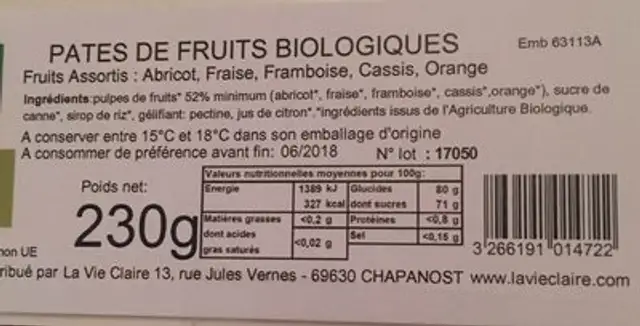 PATES DE FRUITS BIOLOGIQUES
Emb 63113A
Fruits Assortis : Abricot, Fraise, Framboise, Cassis, Orange
Ingrédients:pulpes de fruits* 52% minimum (abricot*, fraise*, framboise*, cassis*,orange*), sucre de
canne*, sirop de riz*, gélifiant: pectine, jus de citron*.*ingrédients issus de l'Agriculture Biologique.
A conserver entre 15°C et 18°C dans son emballage d'origine
A consommer de préférence avant fin: 06/2018 N° lot : 17050
Poids net:
230g
Valeurs nutritionnelles moyennes pour 100g:
Energie 1389 kJ Glucides 80 g
327 kcal dont sucres 71 g
Matières grasses <0,2 g Protéines <0,8 g
dont acides gras saturés <0,02 g Sel <0,15 g
3 266191 014722
non UE
ribué par La Vie Claire 13, rue Jules Vernes - 69630 CHAPANOST www.lavieclaire.com